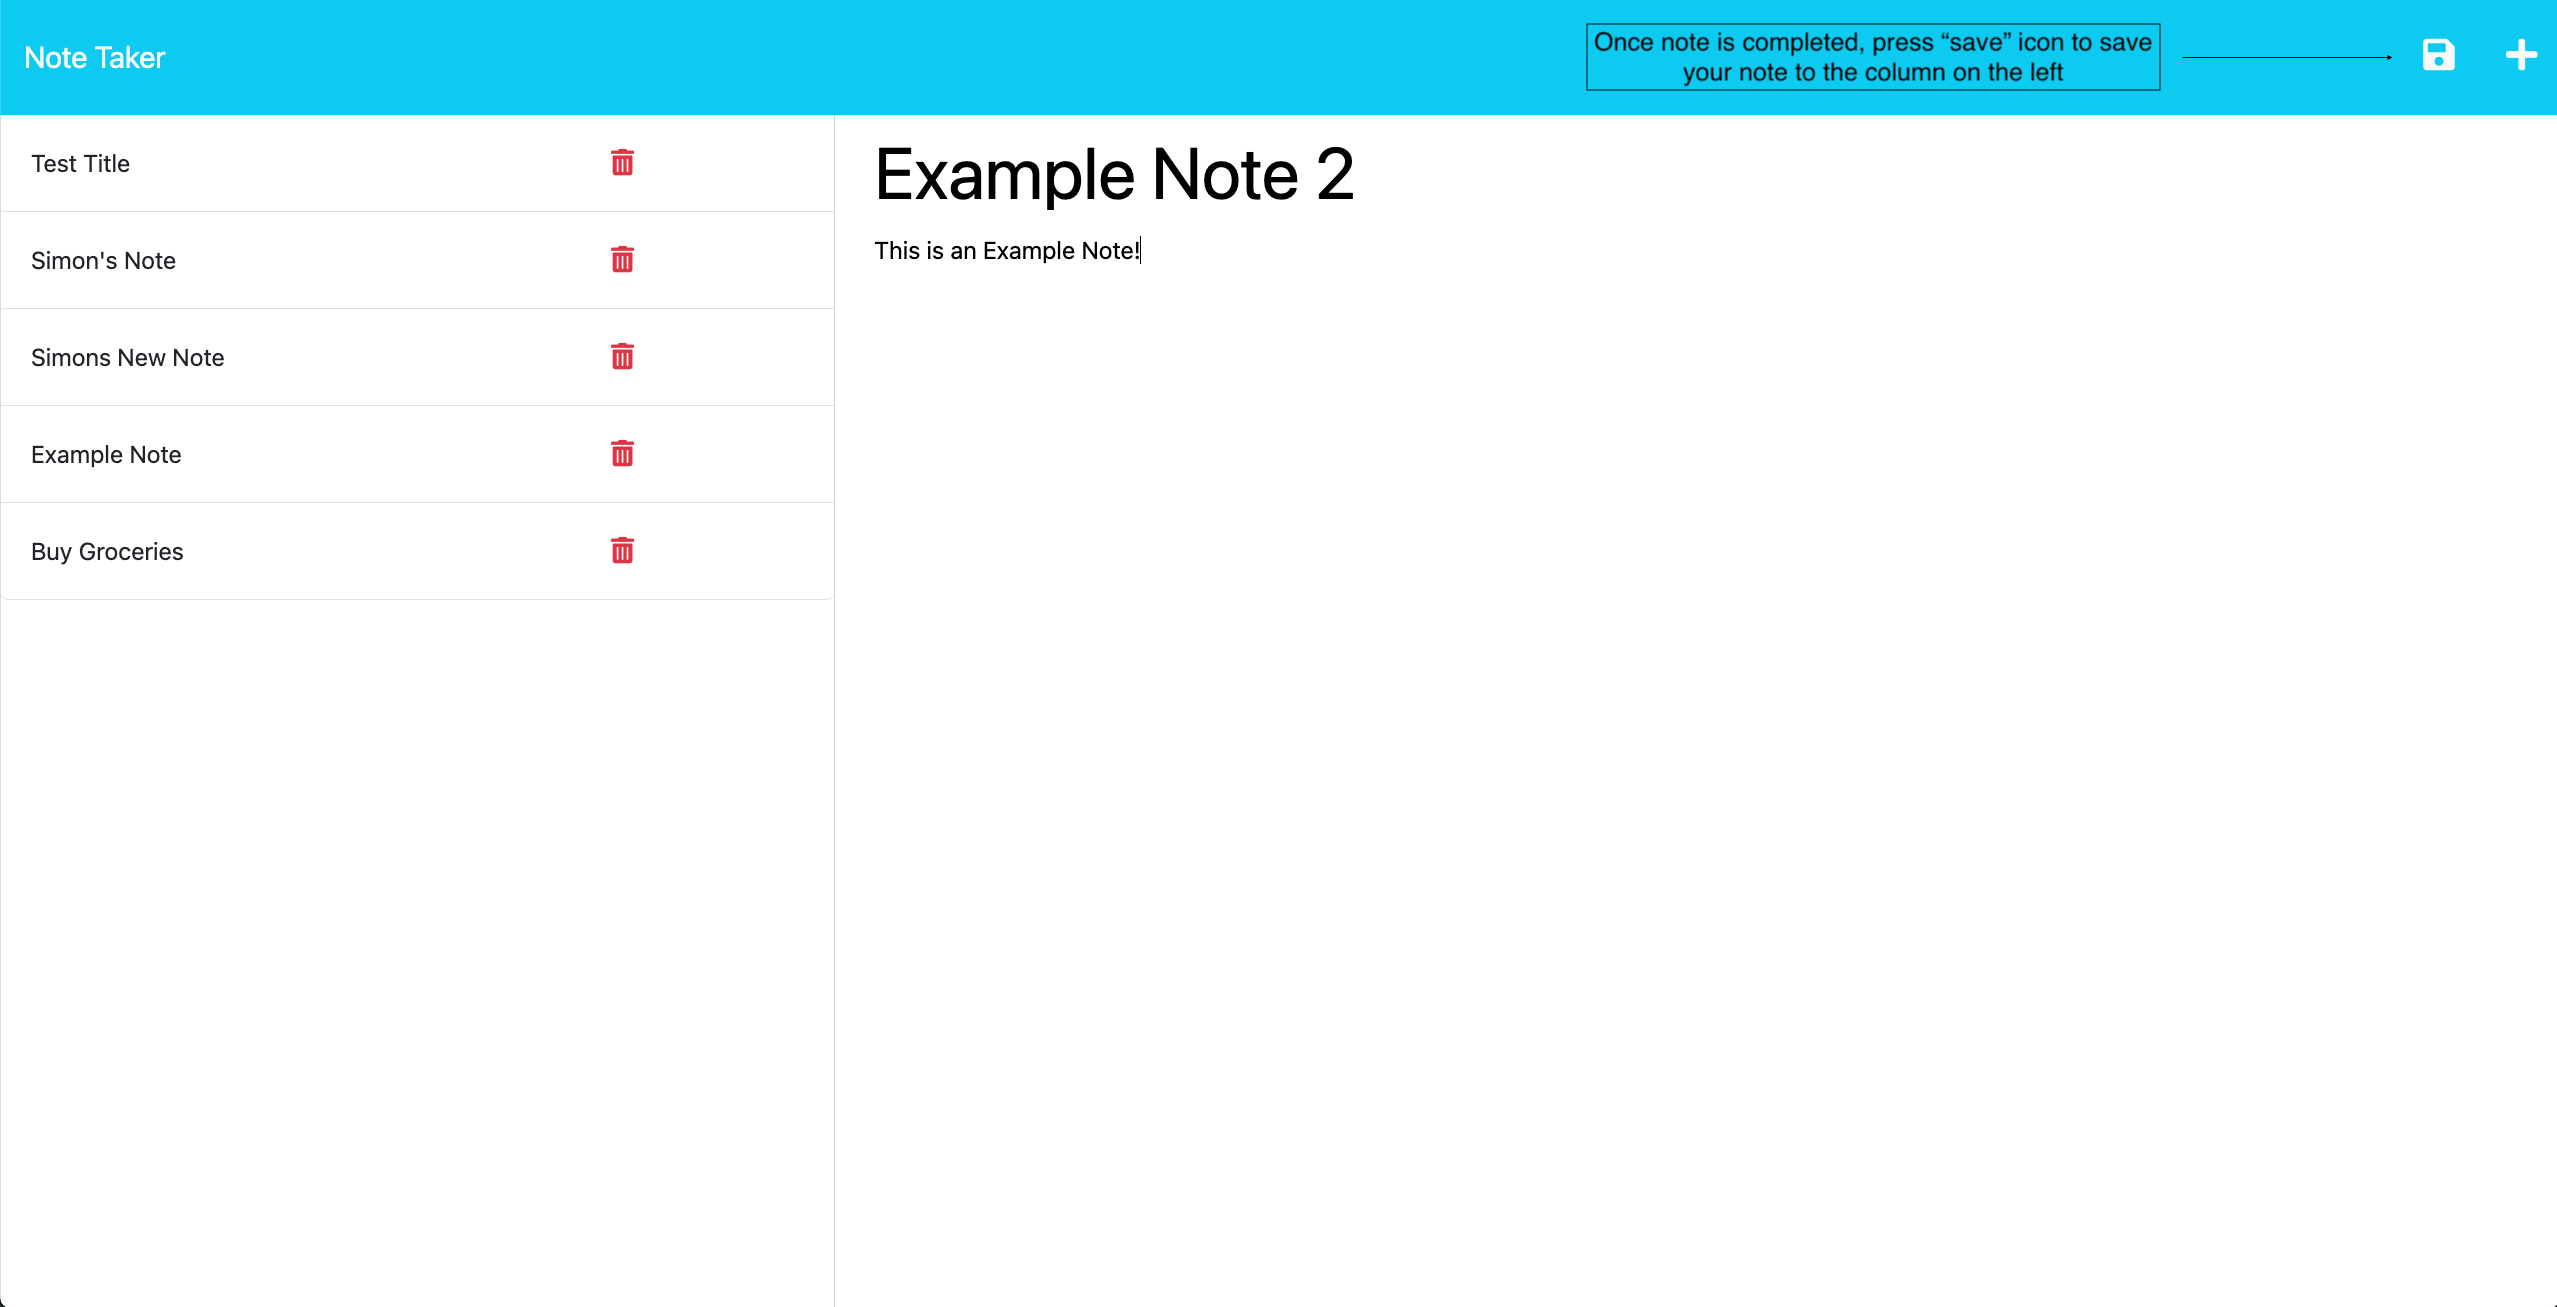 Note Taker
Once note is completed, press “save” icon to save
your note to the column on the left
Test Title
Simon's Note
Simons New Note
Example Note
Buy Groceries
Example Note 2
This is an Example Note!